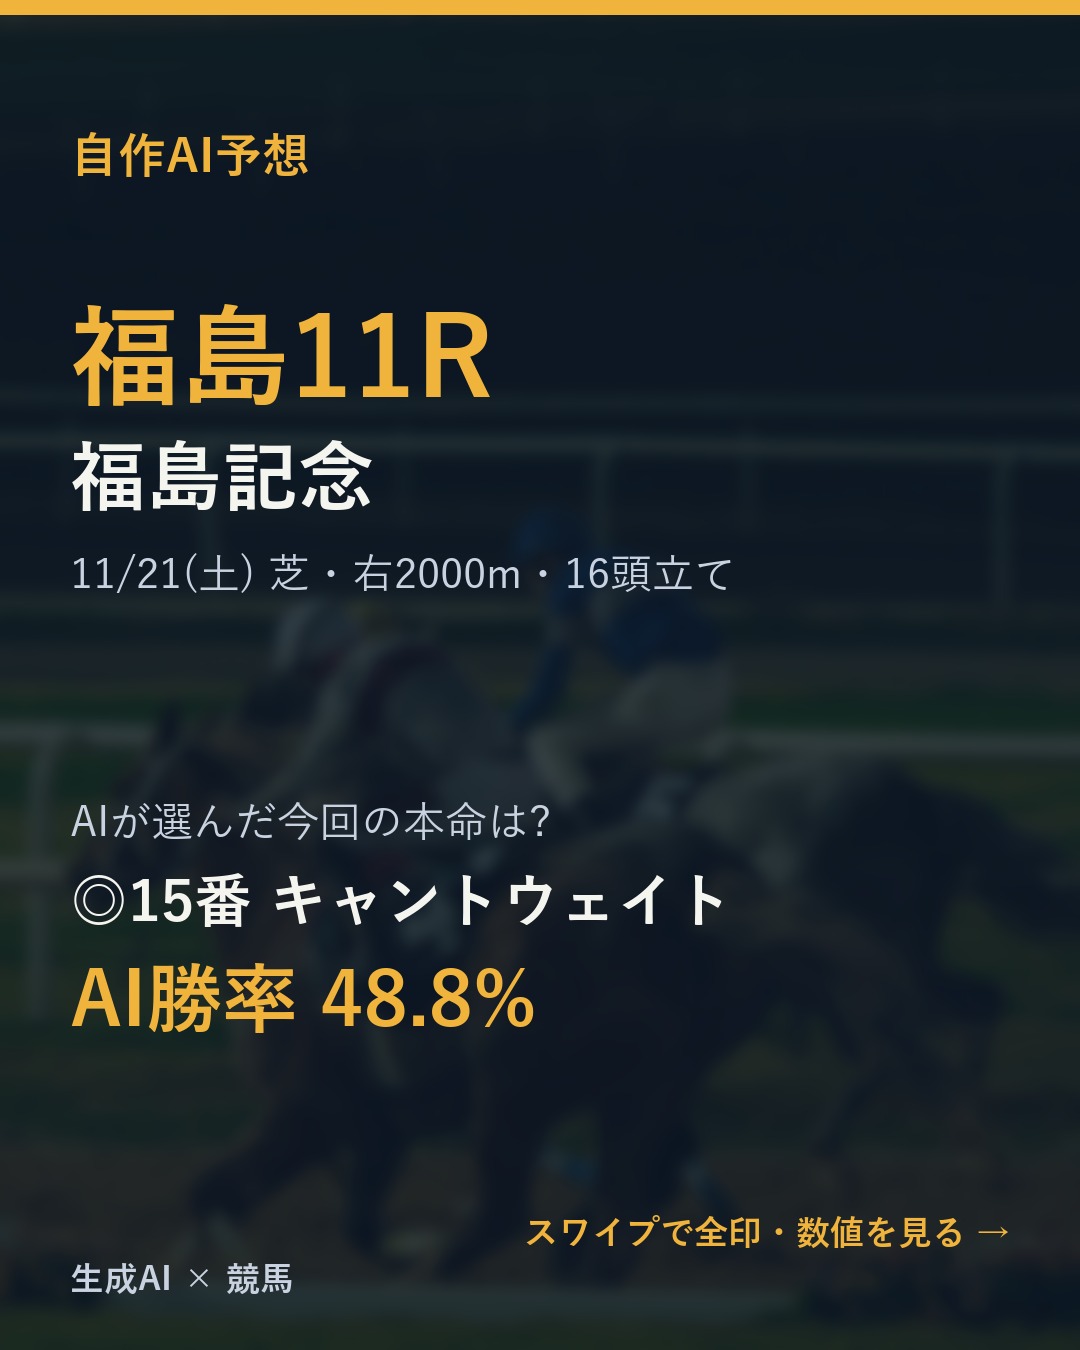 自作AI予想
福島11R
福島記念
11/21(土) 芝・右2000m・16頭立て
AIが選んだ今回の本命は?
◎15番 キャントウェイト
AI勝率 48.8%
スワイプで全印・数値を見る →
生成AI × 競馬